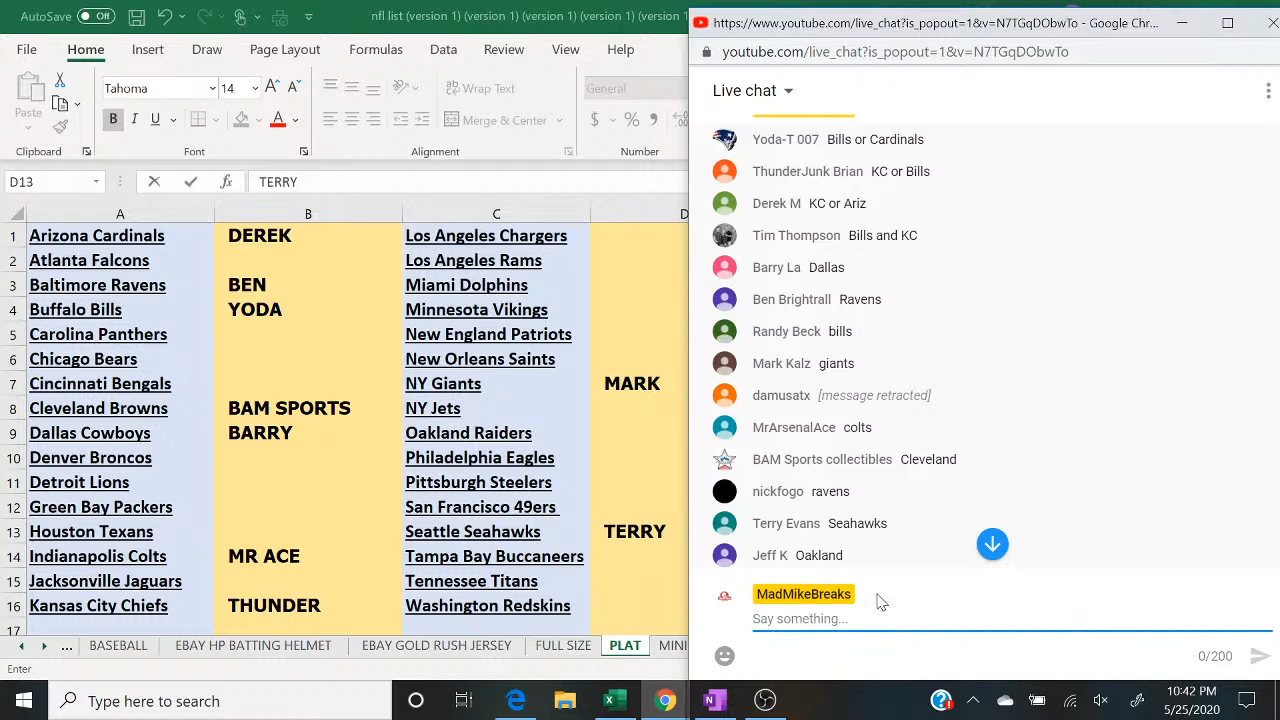 AutoSave Off nfl list (version 1) (version 1) (version 1) (version 1)
https://www.youtube.com/live_chat?is_popout=1&v=N7TGqDObwTo - Google Chr...
File Home Insert Draw Page Layout Formulas Data Review View Help
youtube.com/live_chat?is_popout=1&v=N7TGqDObwTo
Paste
Tahoma 14
Wrap Text
General
B I U
Merge & Center
$ % 9
Clipboard Font Alignment Number
D13 fx TERRY
A B C D
1 Arizona Cardinals DEREK Los Angeles Chargers
2 Atlanta Falcons Los Angeles Rams
3 Baltimore Ravens BEN Miami Dolphins
4 Buffalo Bills YODA Minnesota Vikings
5 Carolina Panthers New England Patriots
6 Chicago Bears New Orleans Saints
7 Cincinnati Bengals NY Giants MARK
8 Cleveland Browns BAM SPORTS NY Jets
9 Dallas Cowboys BARRY Oakland Raiders
10 Denver Broncos Philadelphia Eagles
11 Detroit Lions Pittsburgh Steelers
12 Green Bay Packers San Francisco 49ers
13 Houston Texans Seattle Seahawks TERRY
14 Indianapolis Colts MR ACE Tampa Bay Buccaneers
15 Jacksonville Jaguars Tennessee Titans
16 Kansas City Chiefs THUNDER Washington Redskins
17
... BASEBALL EBAY HP BATTING HELMET EBAY GOLD RUSH JERSEY FULL SIZE PLAT MINI
Enter
Live chat
Yoda-T 007 Bills or Cardinals
ThunderJunk Brian KC or Bills
Derek M KC or Ariz
Tim Thompson Bills and KC
Barry La Dallas
Ben Brightrall Ravens
Randy Beck bills
Mark Kalz giants
damusatx [message retracted]
MrArsenalAce colts
BAM Sports collectibles Cleveland
nickfogo ravens
Terry Evans Seahawks
Jeff K Oakland
MadMikeBreaks
Say something...
0/200
Type here to search
10:42 PM
5/25/2020